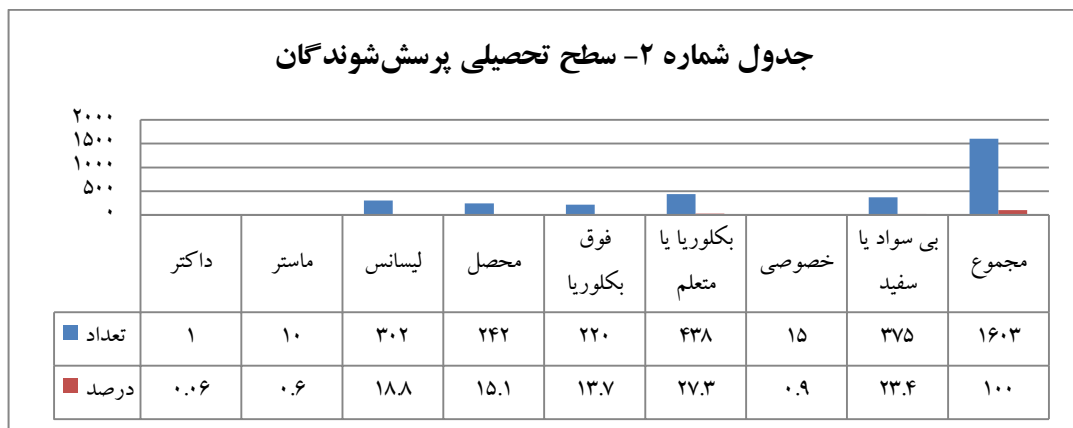 جدول شماره ۲- سطح تحصیلی پرسش‌شوندگان
۲۰۰۰
۱۵۰۰
۱۰۰۰
۵۰۰
۰
داکتر ماستر لیسانس محصل فوق بکلوریا بکلوریا یا متعلم خصوصی بی سواد یا سفید مجموع
تعداد ۱ ۱۰ ۳۰۲ ۲۴۲ ۲۲۰ ۴۳۸ ۱۵ ۳۷۵ ۱۶۰۳
درصد ۰.۰۶ ۰.۶ ۱۸.۸ ۱۵.۱ ۱۳.۷ ۲۷.۳ ۰.۹ ۲۳.۴ ۱۰۰